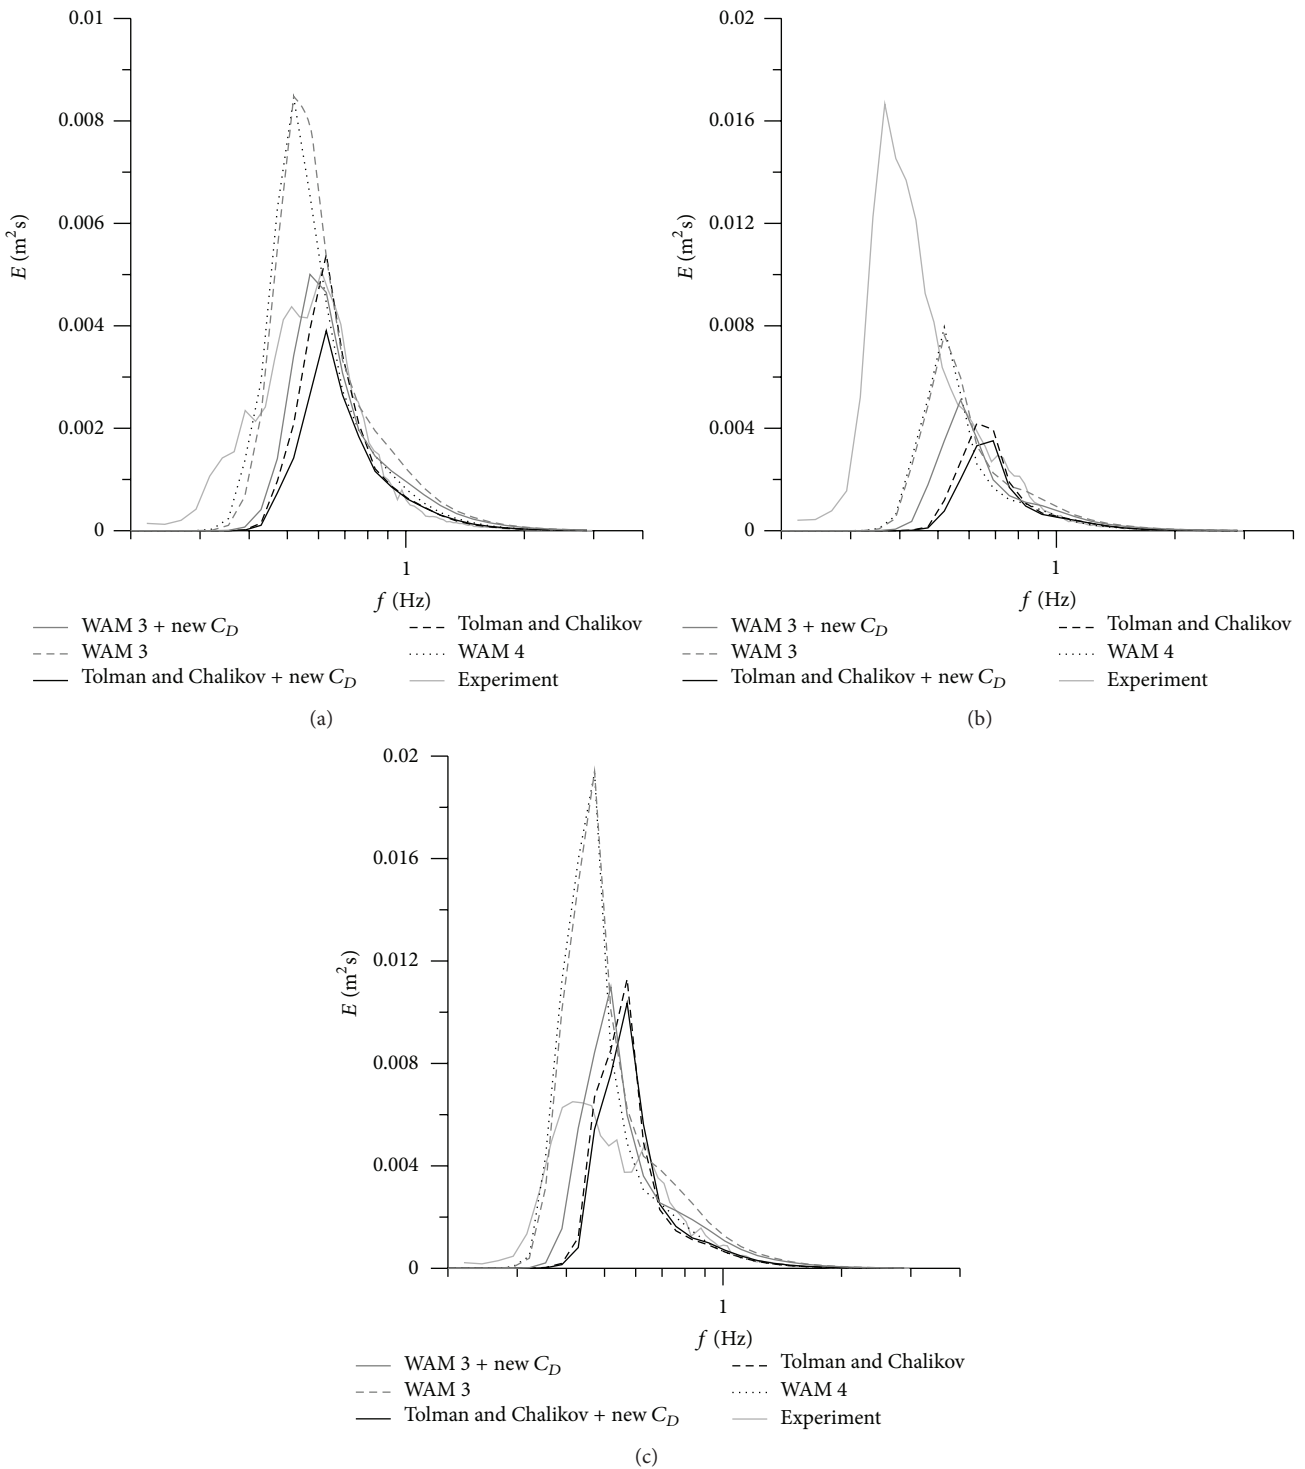 0.01
0.008
0.006
0.004
0.002
0
E (m²s)
1
f (Hz)
WAM 3 + new C_D
WAM 3
Tolman and Chalikov + new C_D
Tolman and Chalikov
WAM 4
Experiment
(a)
0.02
0.016
0.012
0.008
0.004
0
E (m²s)
1
f (Hz)
WAM 3 + new C_D
WAM 3
Tolman and Chalikov + new C_D
Tolman and Chalikov
WAM 4
Experiment
(b)
0.02
0.016
0.012
0.008
0.004
0
E (m²s)
1
f (Hz)
WAM 3 + new C_D
WAM 3
Tolman and Chalikov + new C_D
Tolman and Chalikov
WAM 4
Experiment
(c)